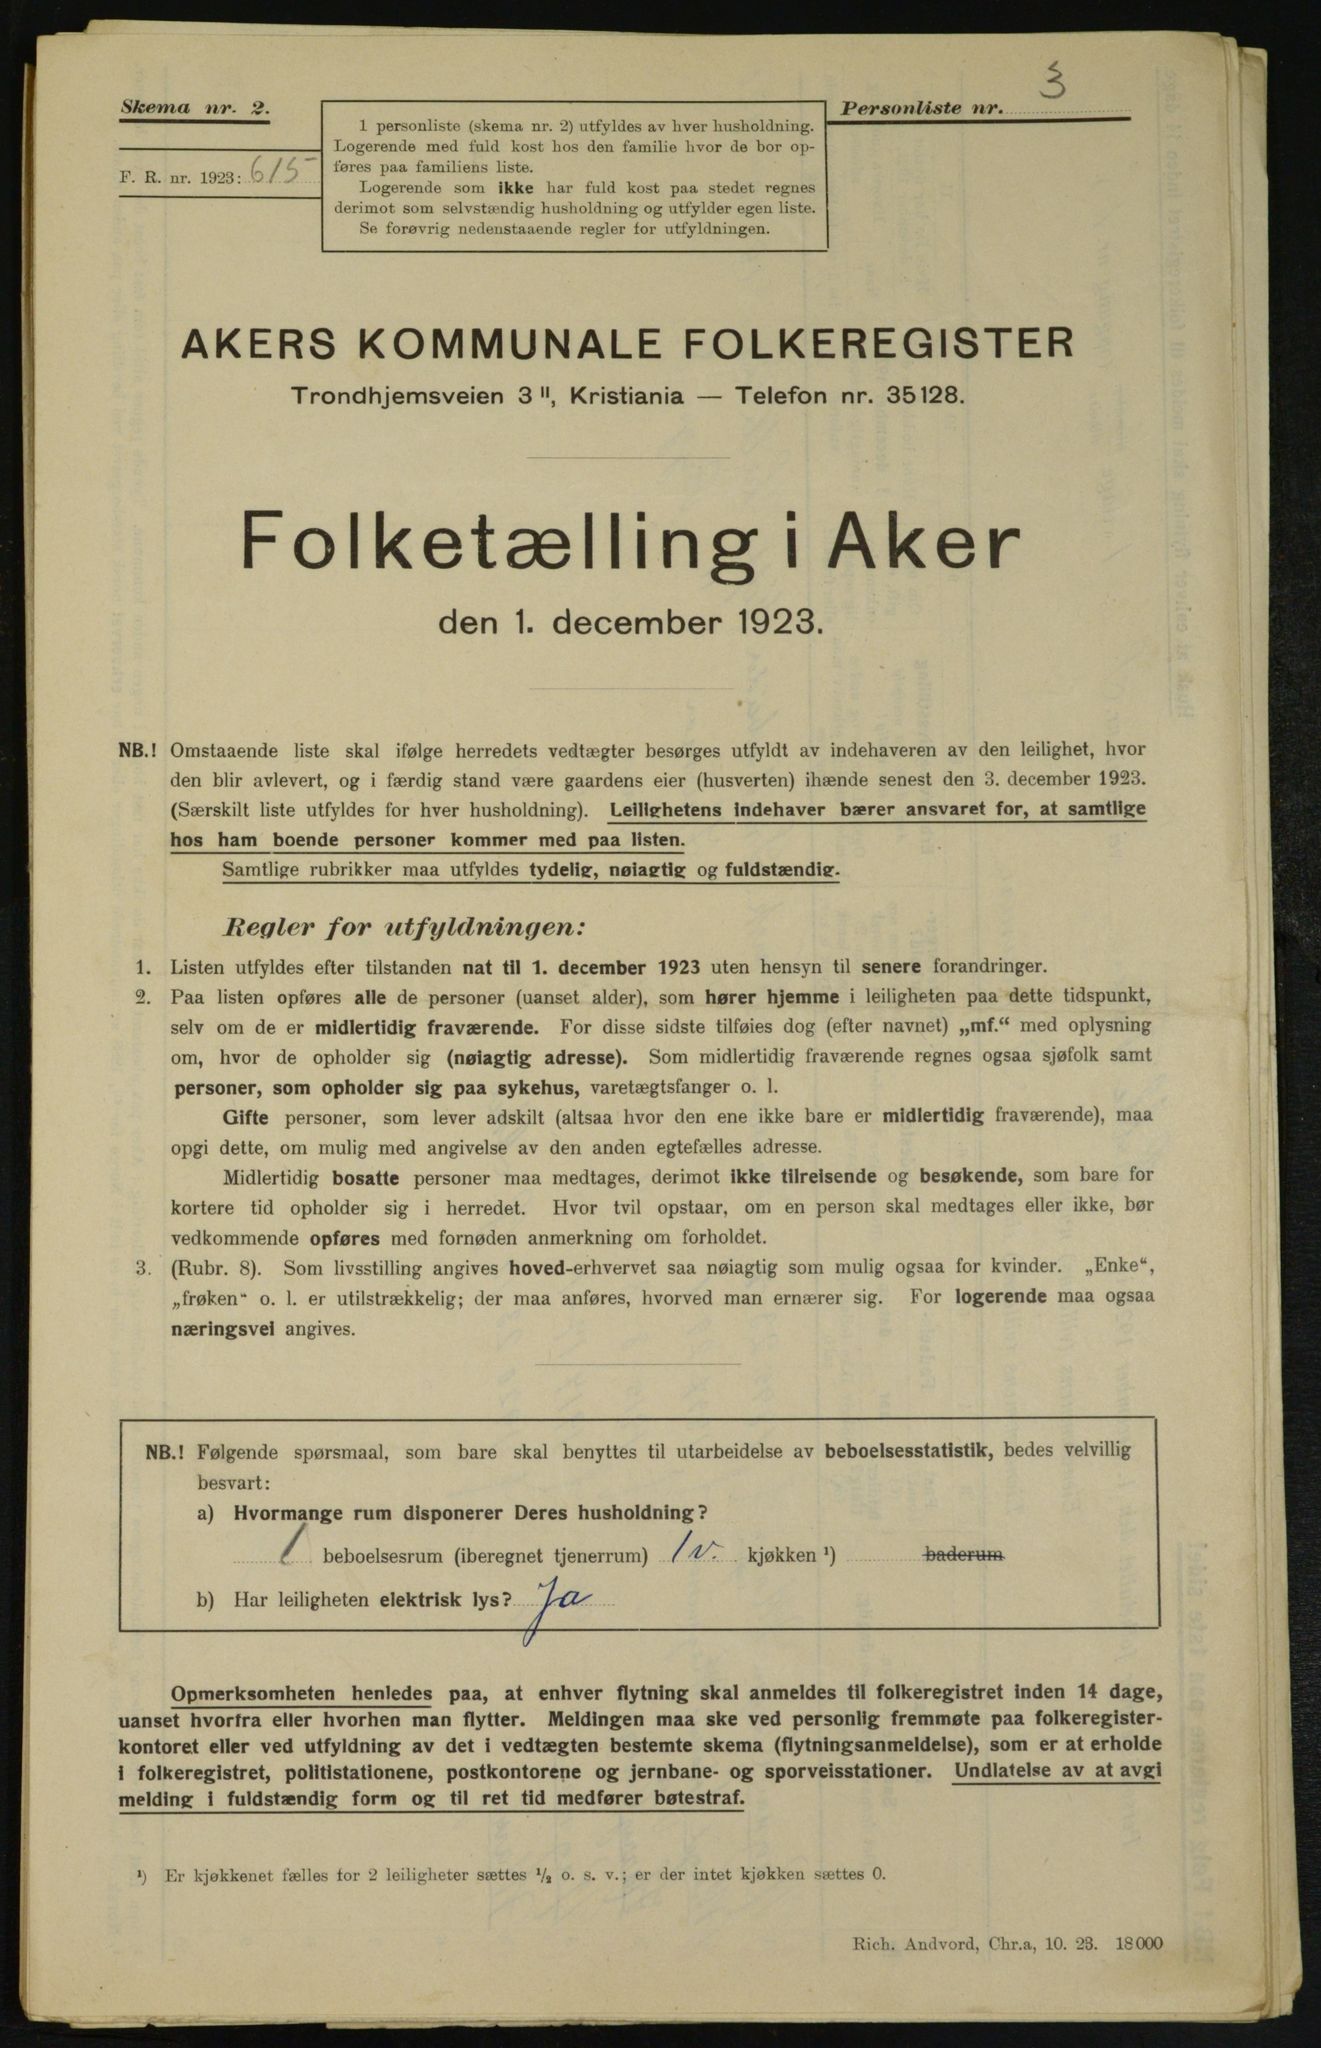 Skema nr. 2.
Personliste nr. 3
F. R. nr. 1923: 615
1 personliste (skema nr. 2) utfyldes av hver husholdning.
Logerende med fuld kost hos den familie hvor de bor op-
føres paa familiens liste.
Logerende som ikke har fuld kost paa stedet regnes
derimot som selvstændig husholdning og utfylder egen liste.
Se forøvrig nedenstaaende regler for utfyldningen.
AKERS KOMMUNALE FOLKEREGISTER
Trondhjemsveien 3 II, Kristiania — Telefon nr. 35128.
Folketælling i Aker
den 1. december 1923.
NB.! Omstaaende liste skal ifølge herredets vedtægter besørges utfyldt av indehaveren av den leilighet, hvor
den blir avlevert, og i færdig stand være gaardens eier (husverten) ihænde senest den 3. december 1923.
(Særskilt liste utfyldes for hver husholdning). Leilighetens indehaver bærer ansvaret for, at samtlige
hos ham boende personer kommer med paa listen.
Samtlige rubrikker maa utfyldes tydelig, nøiagtig og fuldstændig.
Regler for utfyldningen:
1. Listen utfyldes efter tilstanden nat til 1. december 1923 uten hensyn til senere forandringer.
2. Paa listen opføres alle de personer (uanset alder), som hører hjemme i leiligheten paa dette tidspunkt,
selv om de er midlertidig fraværende. For disse sidste tilføies dog (efter navnet) „mf.“ med oplysning
om, hvor de opholder sig (nøiagtig adresse). Som midlertidig fraværende regnes ogsaa sjøfolk samt
personer, som opholder sig paa sykehus, varetægtsfanger o. l.
Gifte personer, som lever adskilt (altsaa hvor den ene ikke bare er midlertidig fraværende), maa
opgi dette, om mulig med angivelse av den anden egtefælles adresse.
Midlertidig bosatte personer maa medtages, derimot ikke tilreisende og besøkende, som bare for
kortere tid opholder sig i herredet. Hvor tvil opstaar, om en person skal medtages eller ikke, bør
vedkommende opføres med fornøden anmerkning om forholdet.
3. (Rubr. 8). Som livsstilling angives hoved-erhvervet saa nøiagtig som mulig ogsaa for kvinder. „Enke“,
„frøken“ o. l. er utilstrækkelig; der maa anføres, hvorved man ernærer sig. For logerende maa ogsaa
næringsvei angives.
NB.! Følgende spørsmaal, som bare skal benyttes til utarbeidelse av beboelsesstatistik, bedes velvillig
besvart:
a) Hvormange rum disponerer Deres husholdning?
1 beboelsesrum (iberegnet tjenerrum) 1 v. kjøkken ¹) baderum
b) Har leiligheten elektrisk lys? Ja
Opmerksomheten henledes paa, at enhver flytning skal anmeldes til folkeregistret inden 14 dage,
uanset hvorfra eller hvorhen man flytter. Meldingen maa ske ved personlig fremmøte paa folkeregister-
kontoret eller ved utfyldning av det i vedtægten bestemte skema (flytningsanmeldelse), som er at erholde
i folkeregistret, politistationene, postkontorene og jernbane- og sporveisstationer. Undlatelse av at avgi
melding i fuldstændig form og til ret tid medfører bøtestraf.
¹) Er kjøkkenet fælles for 2 leiligheter sættes ½ o. s. v.; er der intet kjøkken sættes 0.
Rich. Andvord, Chr.a, 10. 23. 18000